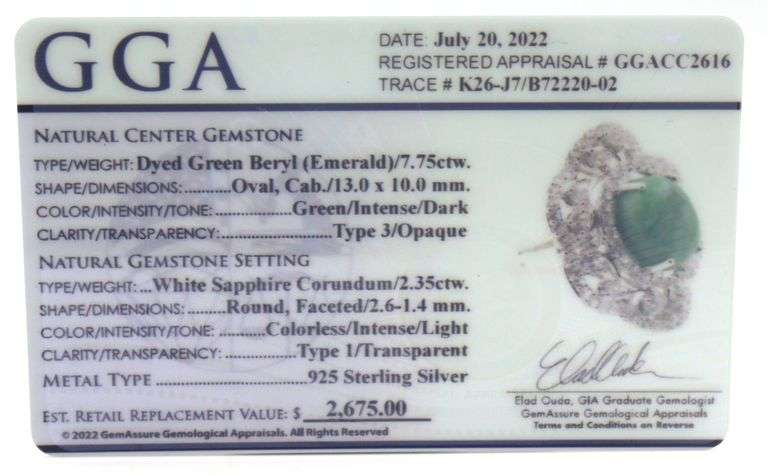 GGA
DATE: July 20, 2022
REGISTERED APPRAISAL # GGACC2616
TRACE # K26-J7/B72220-02
NATURAL CENTER GEMSTONE
TYPE/WEIGHT: Dyed Green Beryl (Emerald)/7.75ctw.
SHAPE/DIMENSIONS:...........Oval, Cab./13.0 x 10.0 mm.
COLOR/INTENSITY/TONE: ....................Green/Intense/Dark
CLARITY/TRANSPARENCY:............................Type 3/Opaque
NATURAL GEMSTONE SETTING
TYPE/WEIGHT: ...White Sapphire Corundum/2.35ctw.
SHAPE/DIMENSIONS: ..........Round, Faceted/2.6-1.4 mm.
COLOR/INTENSITY/TONE: ...........Colorless/Intense/Light
CLARITY/TRANSPARENCY: ..................Type 1/Transparent
METAL TYPE ......................................925 Sterling Silver
EST. RETAIL REPLACEMENT VALUE: $ 2,675.00
© 2022 GemAssure Gemological Appraisals. All Rights Reserved
Elad Ouda, GIA Graduate Gemologist
GemAssure Gemological Appraisals
Terms and Conditions on Reverse